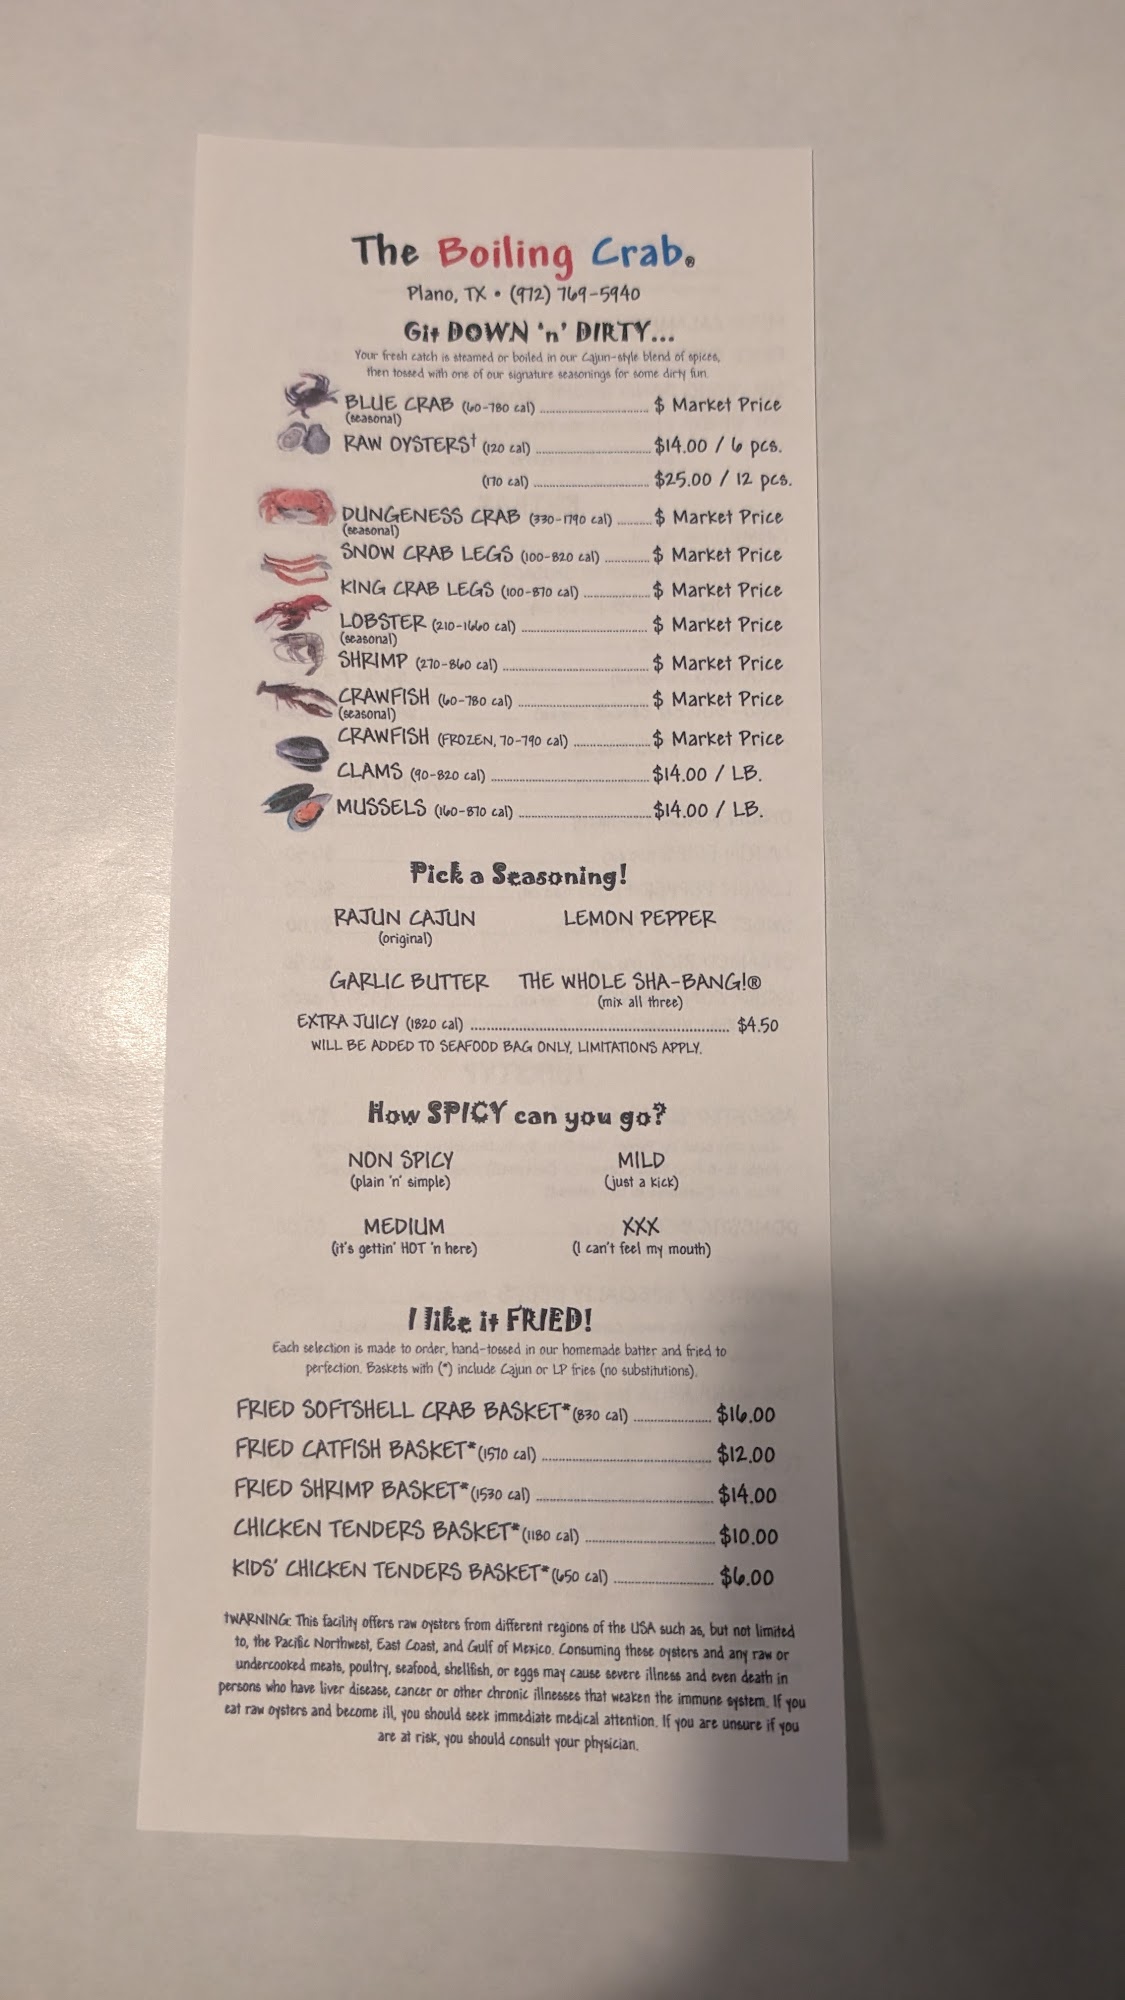 The Boiling Crab®
Plano, TX • (972) 769-5940
Git DOWN 'n' DIRTY...
Your fresh catch is steamed or boiled in our Cajun-style blend of spices,
then tossed with one of our signature seasonings for some dirty fun.
BLUE CRAB (60-780 cal) $ Market Price
(seasonal)
RAW OYSTERS† (120 cal) $14.00 / 6 pcs.
(170 cal) $25.00 / 12 pcs.
DUNGENESS CRAB (330-1790 cal) $ Market Price
(seasonal)
SNOW CRAB LEGS (100-820 cal) $ Market Price
KING CRAB LEGS (100-870 cal) $ Market Price
LOBSTER (210-1660 cal) $ Market Price
(seasonal)
SHRIMP (270-860 cal) $ Market Price
CRAWFISH (60-780 cal) $ Market Price
(seasonal)
CRAWFISH (FROZEN, 70-790 cal) $ Market Price
CLAMS (90-820 cal) $14.00 / LB.
MUSSELS (160-870 cal) $14.00 / LB.
Pick a Seasoning!
RAJUN CAJUN LEMON PEPPER
(original)
GARLIC BUTTER THE WHOLE SHA-BANG!®
(mix all three)
EXTRA JUICY (1820 cal) $4.50
WILL BE ADDED TO SEAFOOD BAG ONLY, LIMITATIONS APPLY.
How SPICY can you go?
NON SPICY MILD
(plain 'n' simple) (just a kick)
MEDIUM XXX
(it's gettin' HOT 'n here) (I can't feel my mouth)
I like it FRIED!
Each selection is made to order, hand-tossed in our homemade batter and fried to
perfection. Baskets with (*) include Cajun or LP fries (no substitutions).
FRIED SOFTSHELL CRAB BASKET* (830 cal) $16.00
FRIED CATFISH BASKET* (1570 cal) $12.00
FRIED SHRIMP BASKET* (1530 cal) $14.00
CHICKEN TENDERS BASKET* (1180 cal) $10.00
KIDS' CHICKEN TENDERS BASKET* (650 cal) $6.00
†WARNING: This facility offers raw oysters from different regions of the USA such as, but not limited
to, the Pacific Northwest, East Coast, and Gulf of Mexico. Consuming these oysters and any raw or
undercooked meats, poultry, seafood, shellfish, or eggs may cause severe illness and even death in
persons who have liver disease, cancer or other chronic illnesses that weaken the immune system. If you
eat raw oysters and become ill, you should seek immediate medical attention. If you are unsure if you
are at risk, you should consult your physician.